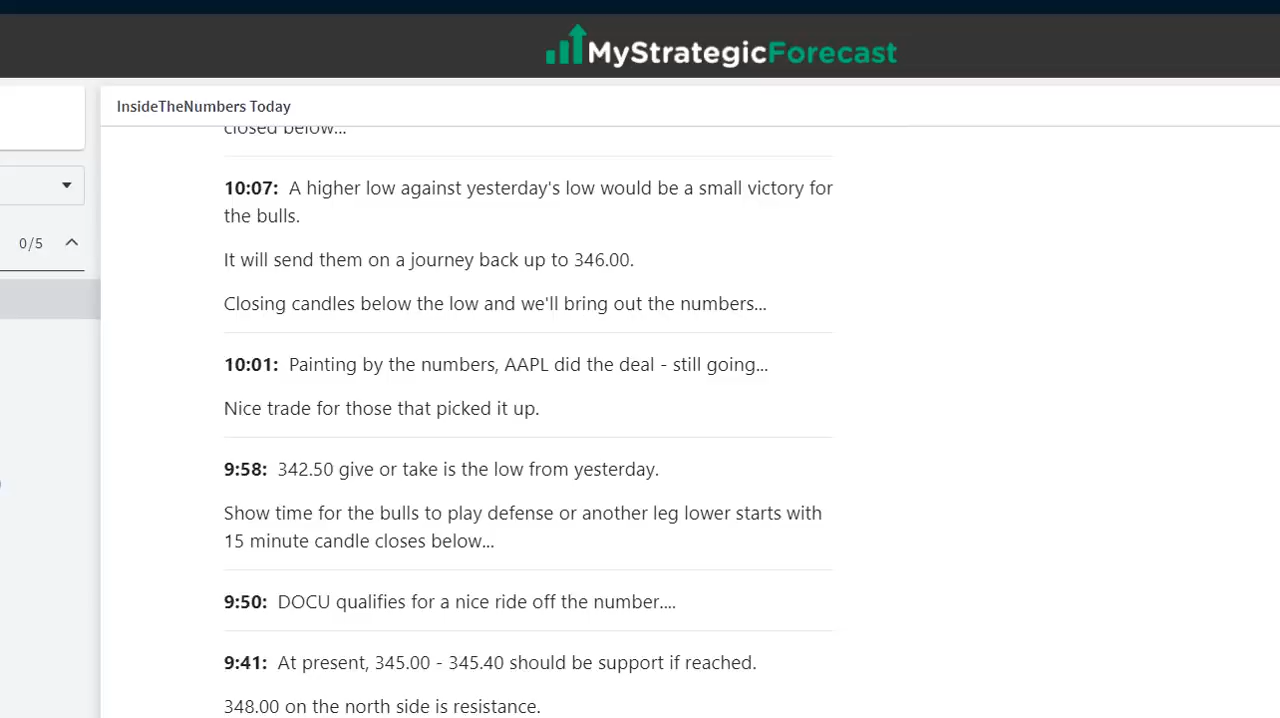 MyStrategicForecast
InsideTheNumbers Today
closed below...
10:07: A higher low against yesterday's low would be a small victory for
the bulls.
0/5
It will send them on a journey back up to 346.00.
Closing candles below the low and we'll bring out the numbers...
10:01: Painting by the numbers, AAPL did the deal - still going...
Nice trade for those that picked it up.
9:58: 342.50 give or take is the low from yesterday.
Show time for the bulls to play defense or another leg lower starts with
15 minute candle closes below...
9:50: DOCU qualifies for a nice ride off the number....
9:41: At present, 345.00 - 345.40 should be support if reached.
348.00 on the north side is resistance.